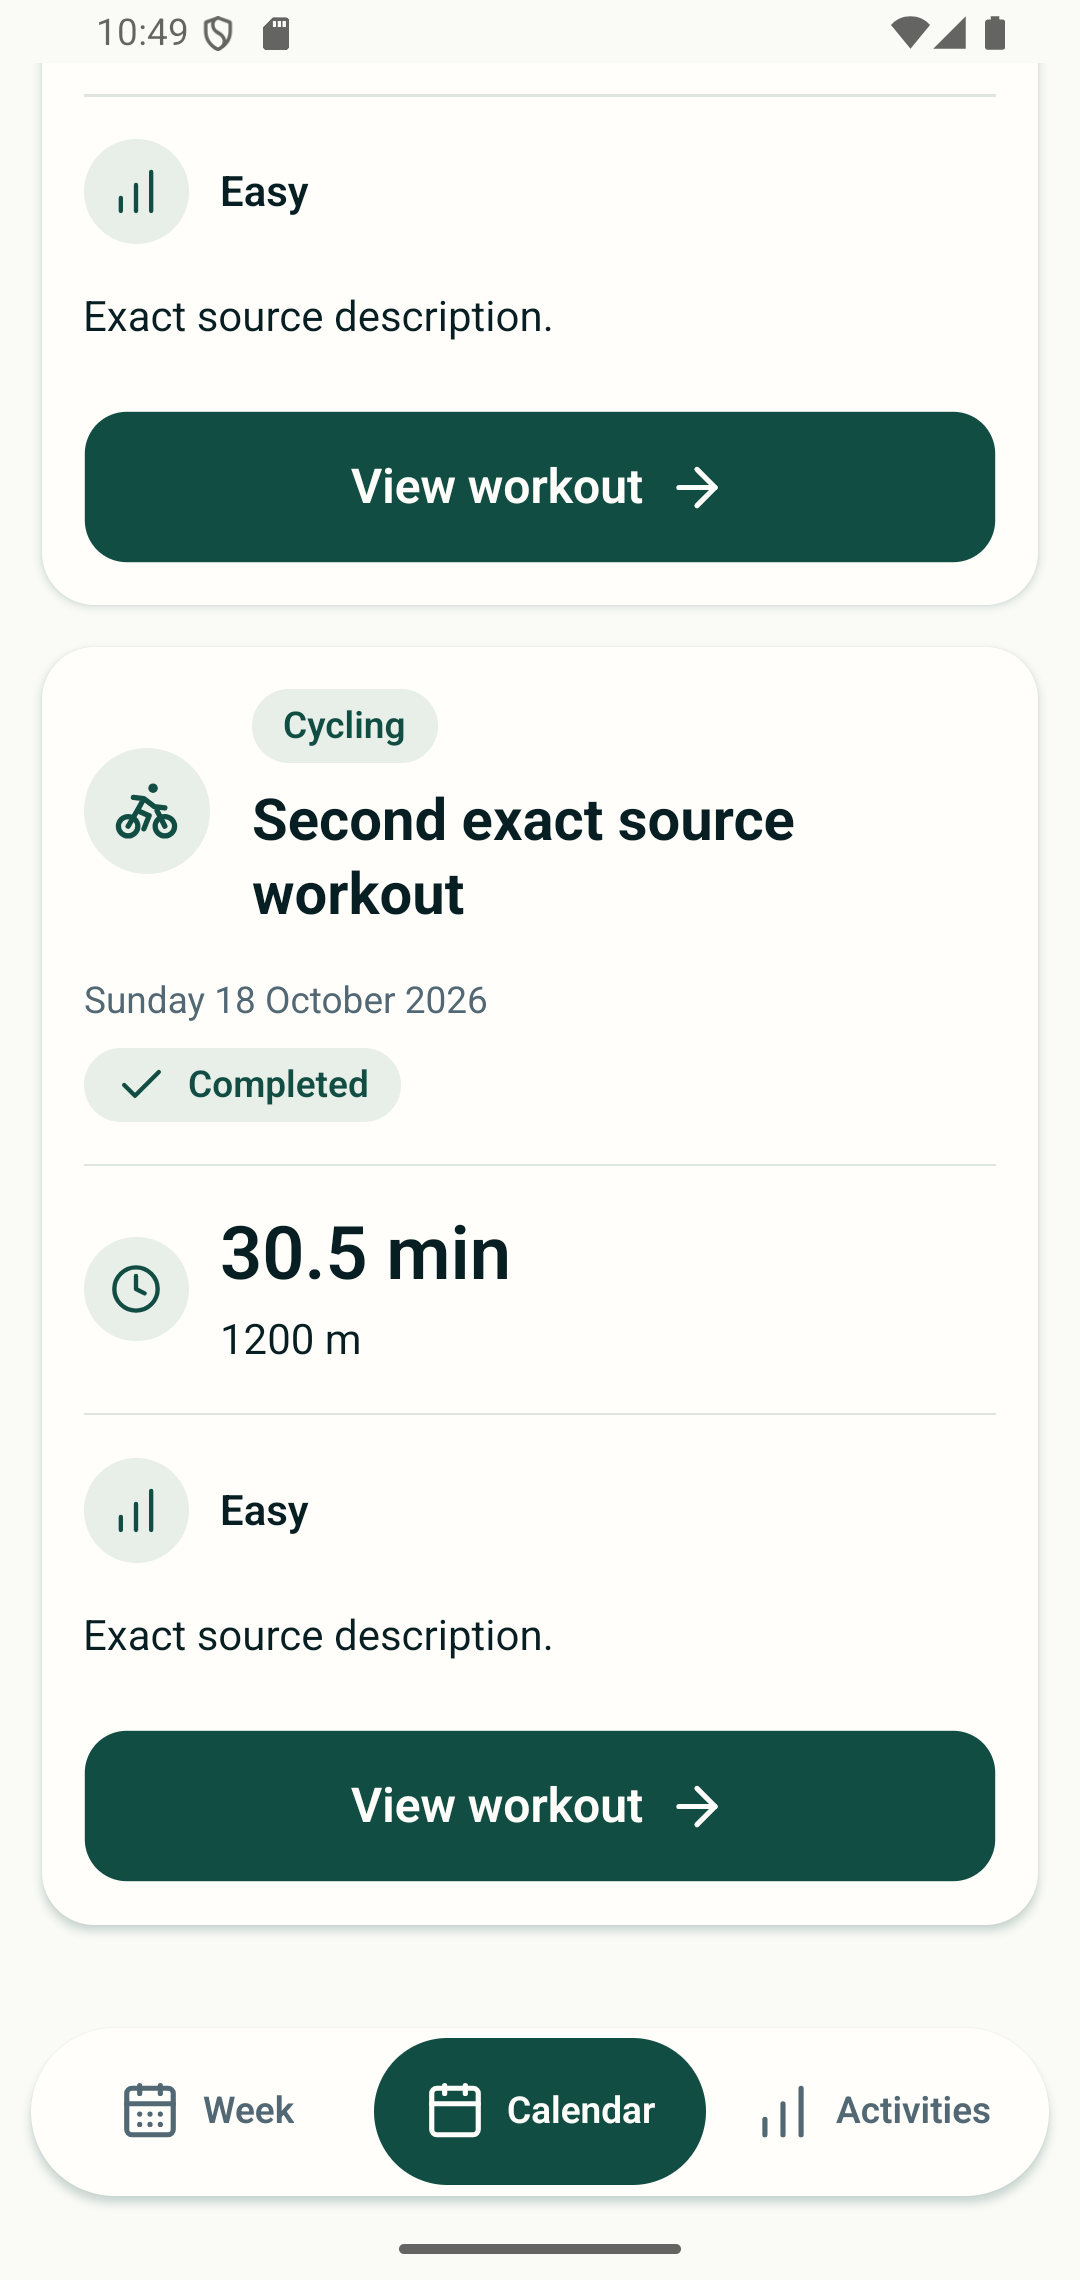 10:49
Easy
Exact source description.
View workout
Cycling
Second exact source
workout
Sunday 18 October 2026
Completed
30.5 min
1200 m
Easy
Exact source description.
View workout
Week
Calendar
Activities